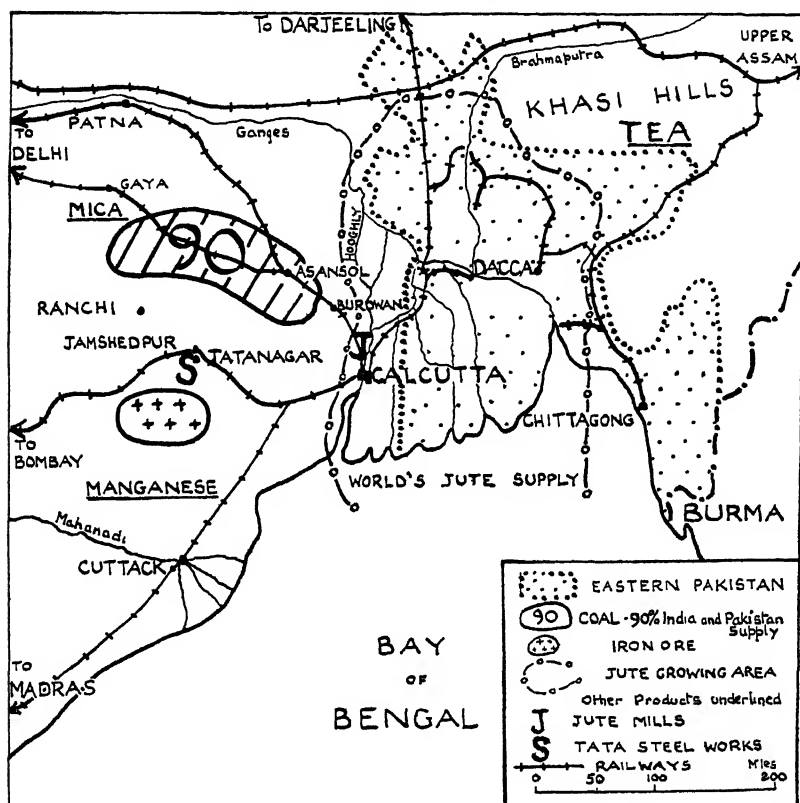 To DARJEELING
UPPER
ASSAM
Brahmaputra
KHASI HILLS
TEA
PATNA
Ganges
TO
DELHI
GAYA
MICA
90
HOOGHLY
ASANSOL
DACCA
BURDWAN
RANCHI
JAMSHEDPUR
TATANAGAR
S
J
CALCUTTA
CHITTAGONG
TO
BOMBAY
WORLD'S JUTE SUPPLY
MANGANESE
BURMA
Mahanadi
CUTTACK
BAY
OF
BENGAL
TO
MADRAS
EASTERN PAKISTAN
90 COAL - 90% India and Pakistan
Supply
IRON ORE
JUTE GROWING AREA
Other Products underlined
J JUTE MILLS
S TATA STEEL WORKS
RAILWAYS Miles
0 50 100 200